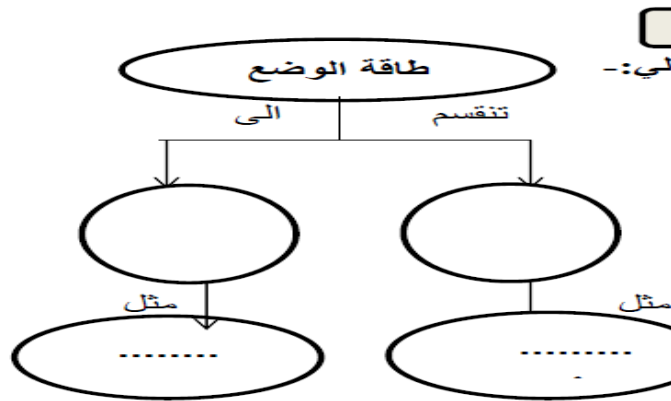 لي:-
طاقة الوضع
تنقسم الى
مثل
مثل
.........
........